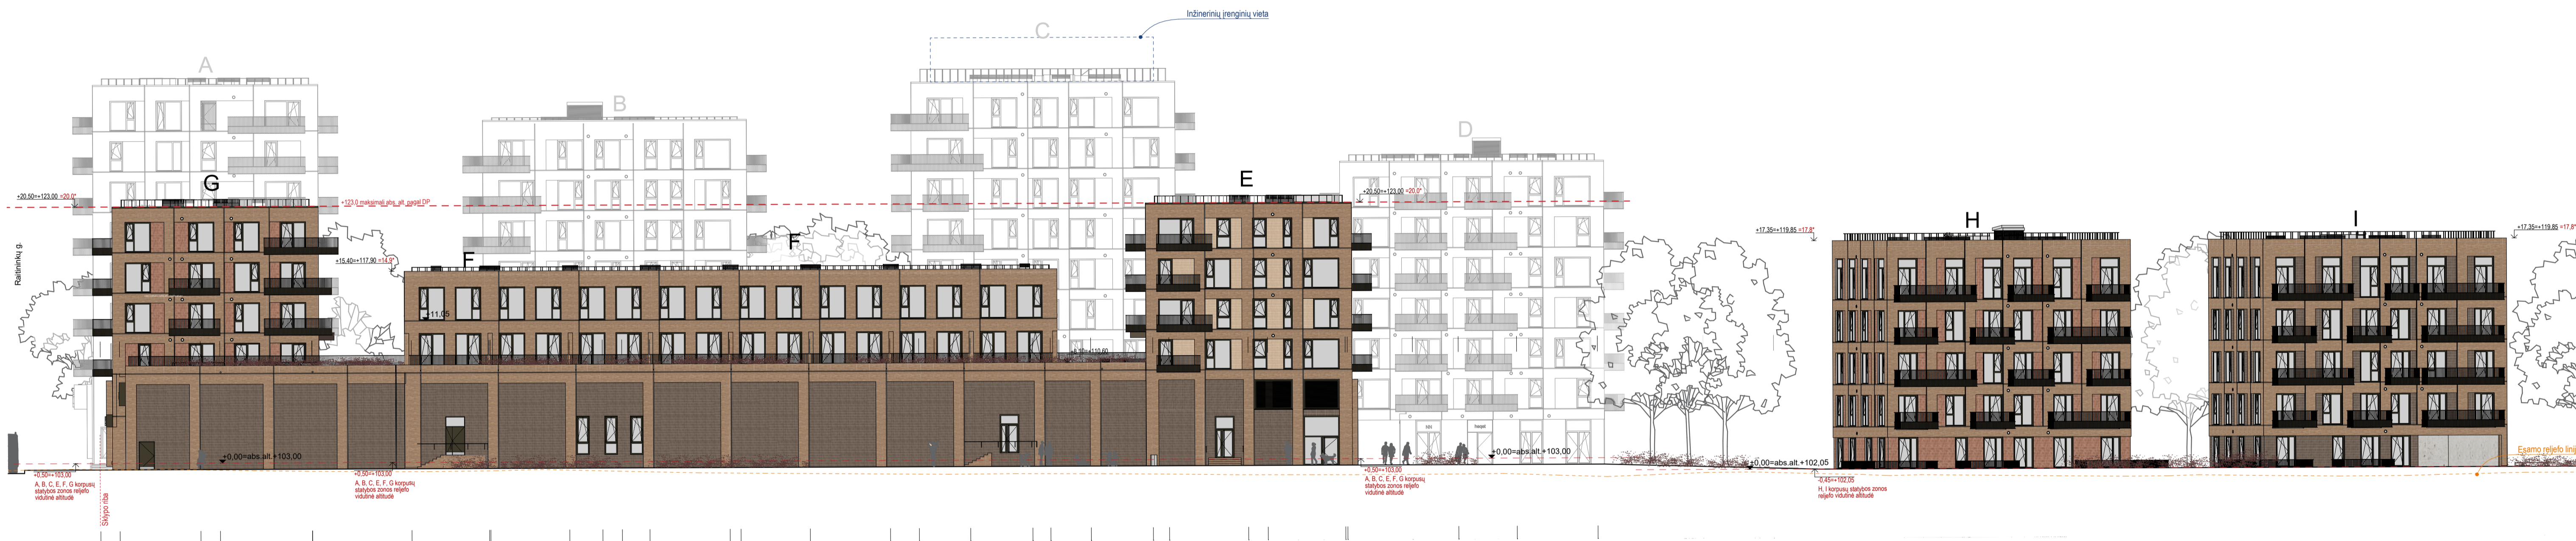 Inžinerinių įrenginių vieta
C
A
B
D
G
E
+20,50=+123,00 =20,0*
+123.0 maksimali abs. alt. pagal DP
+20,50=+123,00 =20,0*
H
I
+17,35=+119,85 =17,8*
+17,35=+119,85 =17,8*
Raitininkų g.
F
F
+15,40=+117,90 =14,9*
+11,05
+0,00=abs.alt.+103,00
+0,00=abs.alt.+103,00
+0,00=abs.alt.+102,05
Esamo reljefo linij
+0,50=+103,00
A, B, C, E, F, G korpusų
statybos zonos reljefo
vidutinė altitudė
Sklypo riba
+0,50=+103,00
A, B, C, E, F, G korpusų
statybos zonos reljefo
vidutinė altitudė
+0,50=+103,00
A, B, C, E, F, G korpusų
statybos zonos reljefo
vidutinė altitudė
-0,45=+102,05
H, I korpusų statybos zonos
reljefo vidutinė altitudė